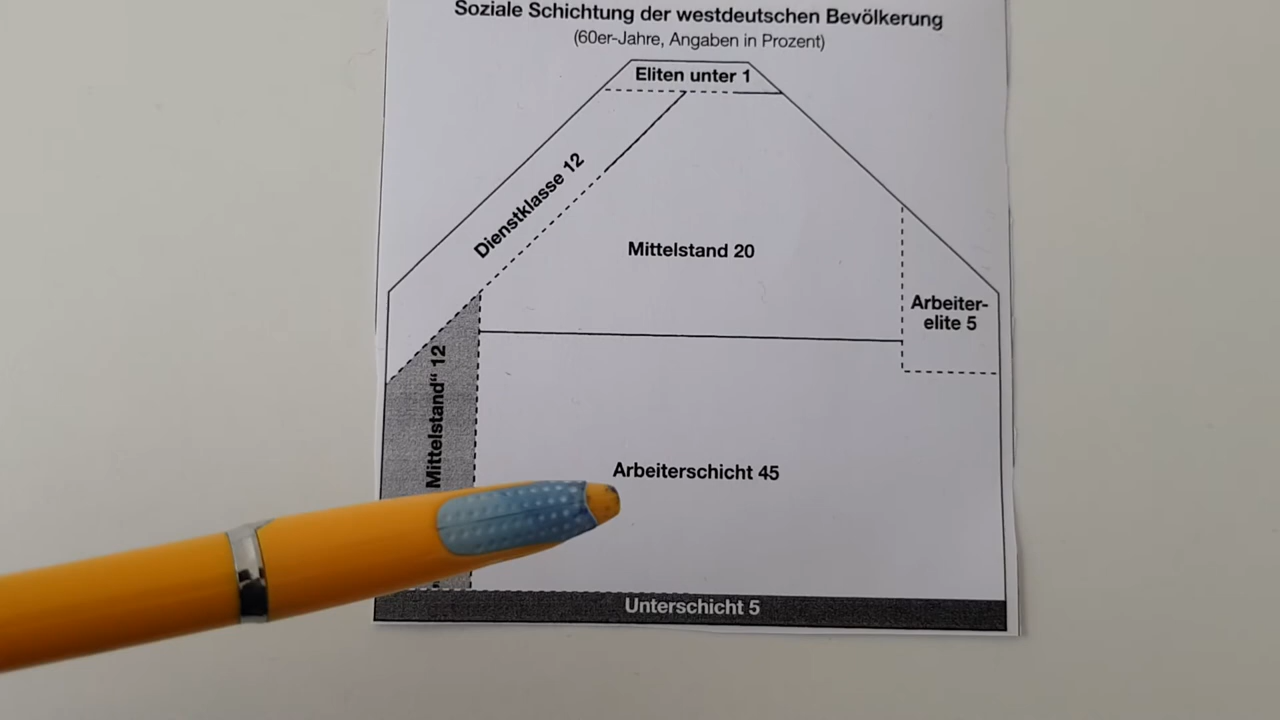 Soziale Schichtung der westdeutschen Bevölkerung
(60er-Jahre, Angaben in Prozent)
Eliten unter 1
Dienstklasse 12
Mittelstand 20
Arbeiter-
elite 5
Mittelstand“ 12
Arbeiterschicht 45
Unterschicht 5